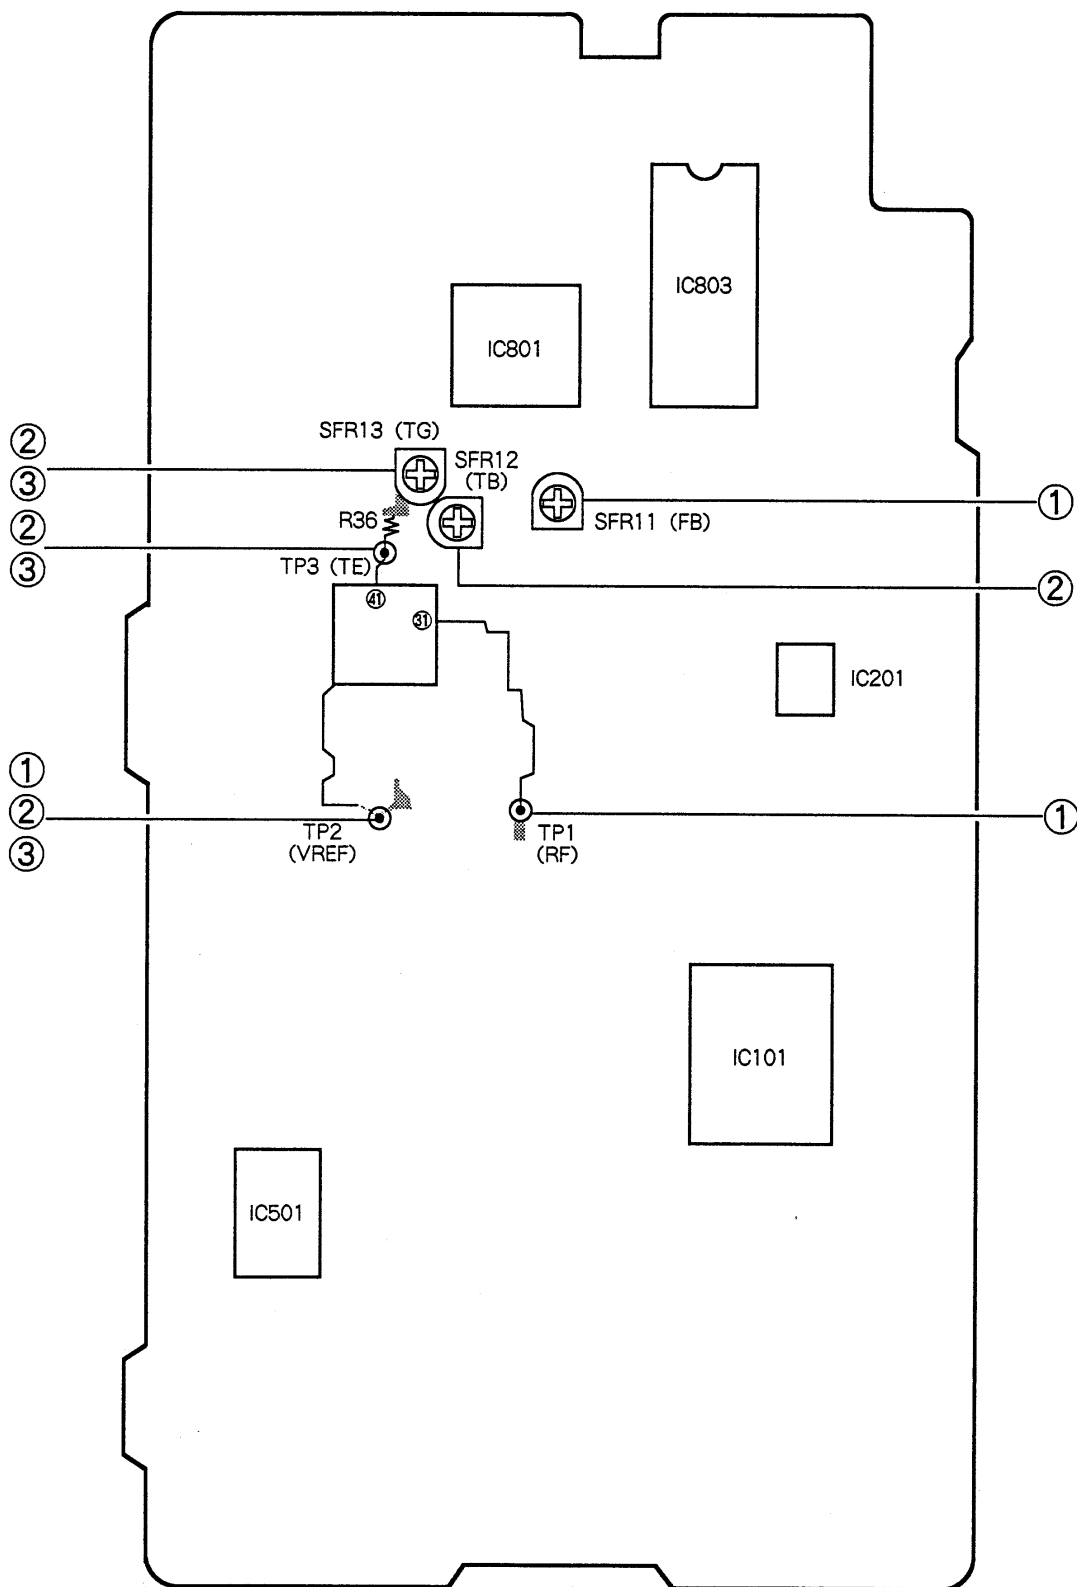 IC803
IC801
SFR13 (TG)
②
③
SFR12
(TB)
①
SFR11 (FB)
R36
②
③
TP3 (TE)
②
㊶
㉛
IC201
①
②
③
TP2
(VREF)
TP1
(RF)
①
IC101
IC501